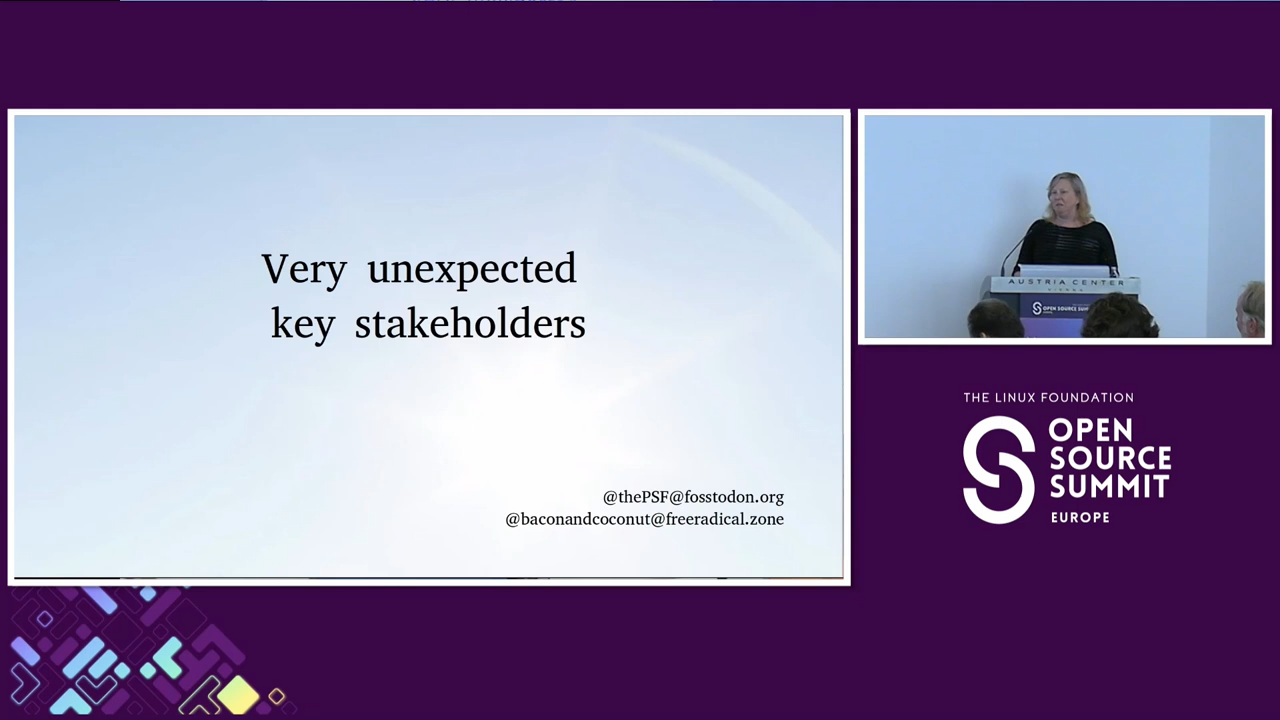 Very unexpected
key stakeholders
@thePSF@fosstodon.org
@baconandcoconut@freeradical.zone
AUSTRIA CENTER
OPEN SOURCE
THE LINUX FOUNDATION
OPEN
SOURCE
SUMMIT
EUROPE